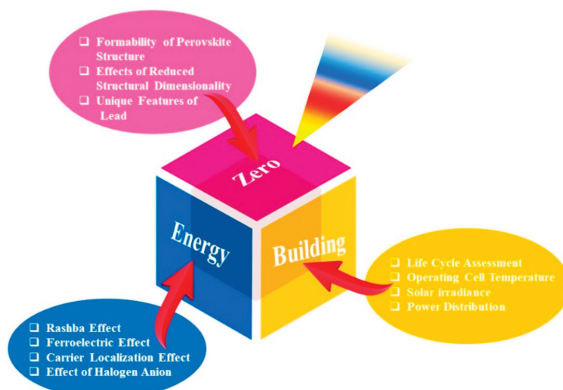 ❑ Formability of Perovskite
Structure
❑ Effects of Reduced
Structural Dimensionality
❑ Unique Features of
Lead
Zero
Energy
Building
❑ Life Cycle Assessment
❑ Operating Cell Temperature
❑ Solar irradiance
❑ Power Distribution
❑ Rashba Effect
❑ Ferroelectric Effect
❑ Carrier Localization Effect
❑ Effect of Halogen Anion